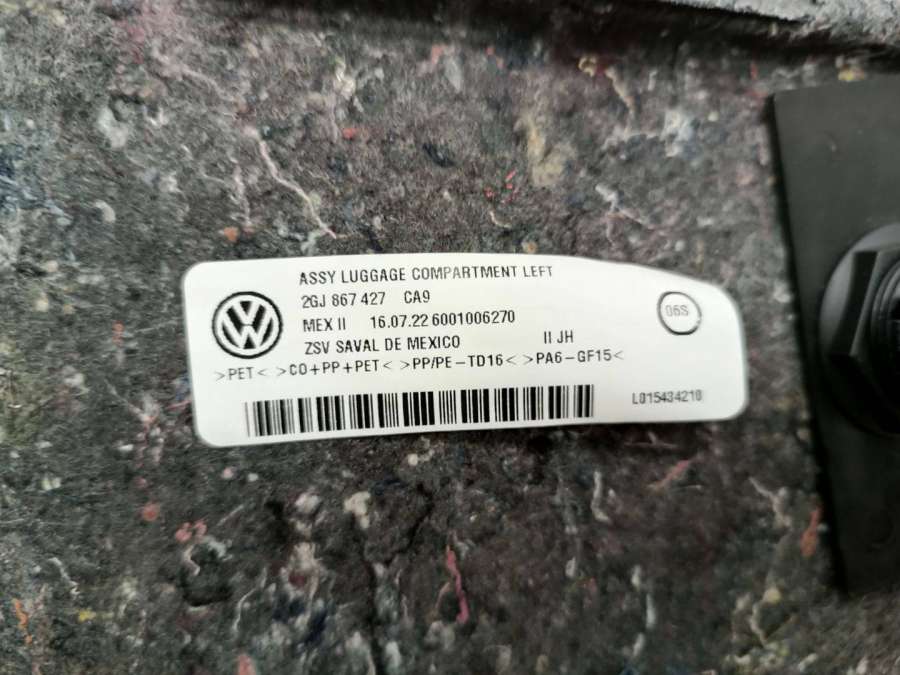 ASSY LUGGAGE COMPARTMENT LEFT
2GJ 867 427 CA9
MEX II 16.07.22 6001006270
06S
ZSV SAVAL DE MEXICO II JH
>PET< >CO+PP+PET< >PP/PE-TD16< >PA6-GF15<
L015434210